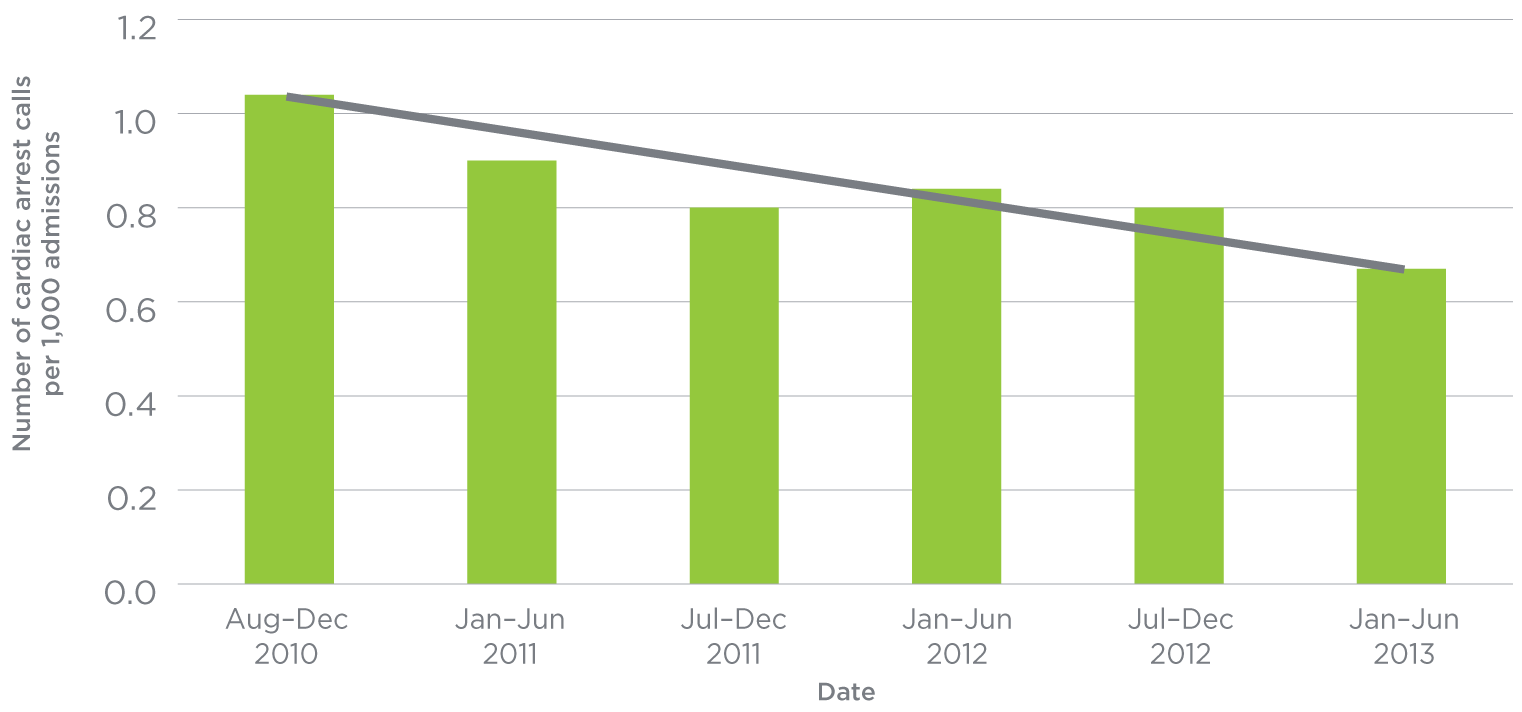 Number of cardiac arrest calls
per 1,000 admissions
1.2
1.0
0.8
0.6
0.4
0.2
0.0
Aug–Dec
2010
Jan–Jun
2011
Jul–Dec
2011
Jan–Jun
2012
Jul–Dec
2012
Jan–Jun
2013
Date